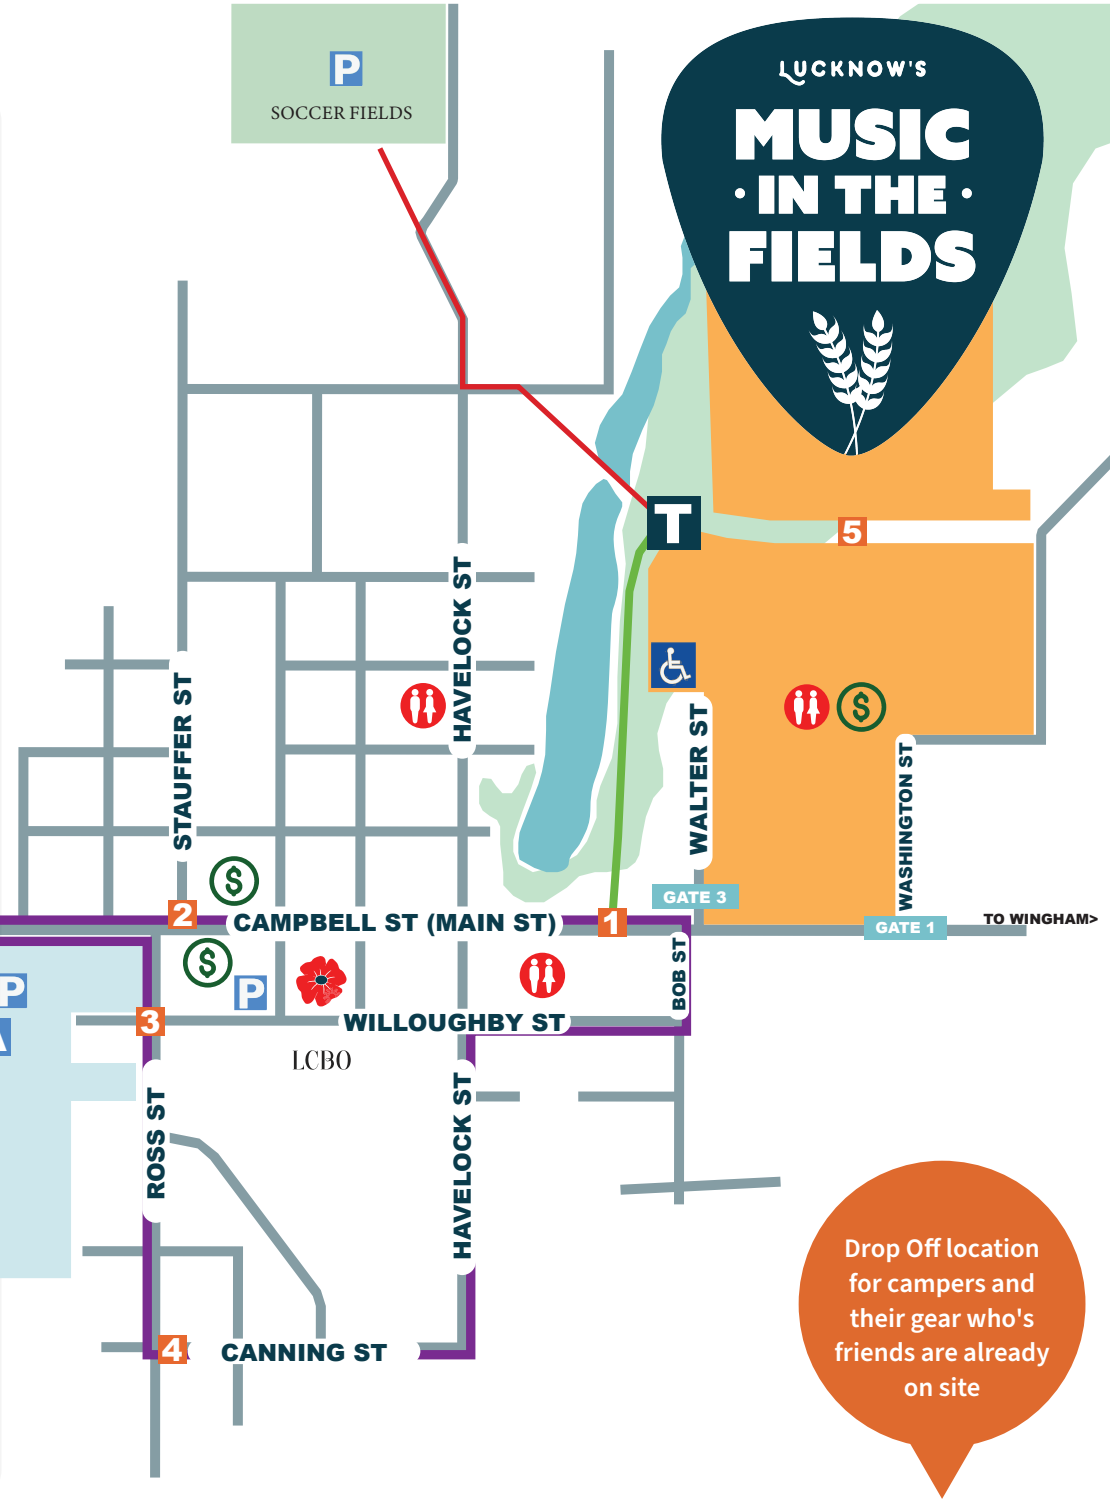 P
SOCCER FIELDS
LUCKNOW'S
MUSIC
· IN THE ·
FIELDS
T
5
HAVELOCK ST
STAUFFER ST
WALTER ST
WASHINGTON ST
$
$
GATE 3
2
CAMPBELL ST (MAIN ST)
1
GATE 1
TO WINGHAM>
BOB ST
$
P
P
3
WILLOUGHBY ST
LCBO
ROSS ST
HAVELOCK ST
4
CANNING ST
Drop Off location
for campers and
their gear who's
friends are already
on site